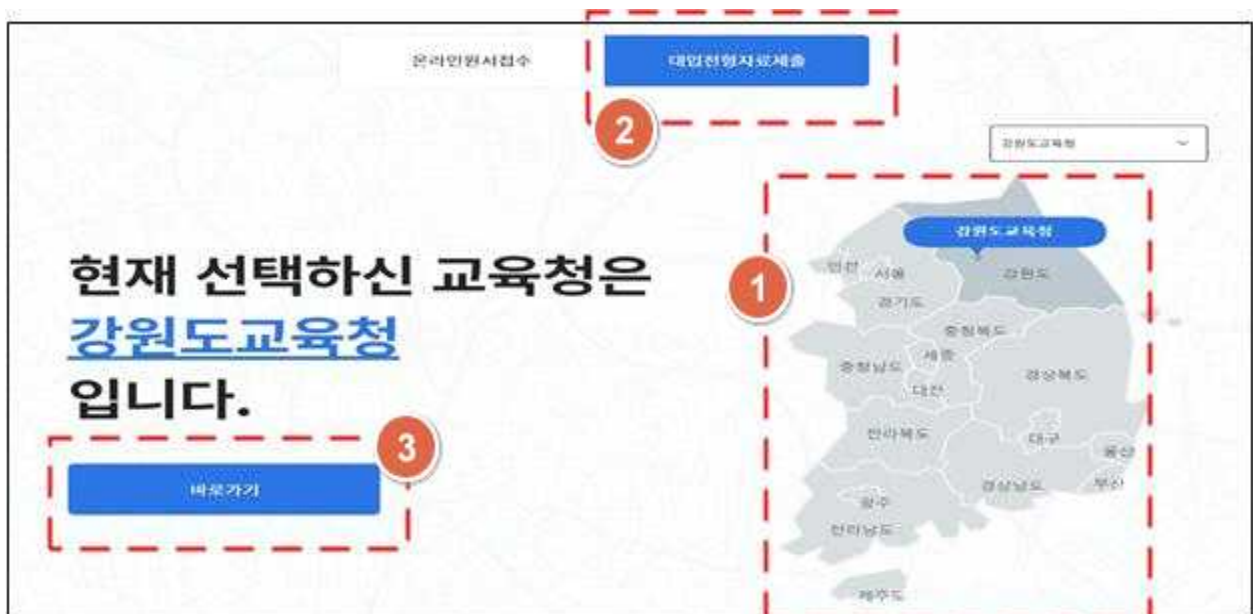 온라인원서접수
대입전형자료제출
2
강원도교육청
강원도교육청
1
인천
서울
강원도
경기도
충청북도
세종
충청남도
경상북도
대전
전라북도
대구
울산
경상남도
부산
광주
전라남도
제주도
현재 선택하신 교육청은
강원도교육청
입니다.
3
바로가기